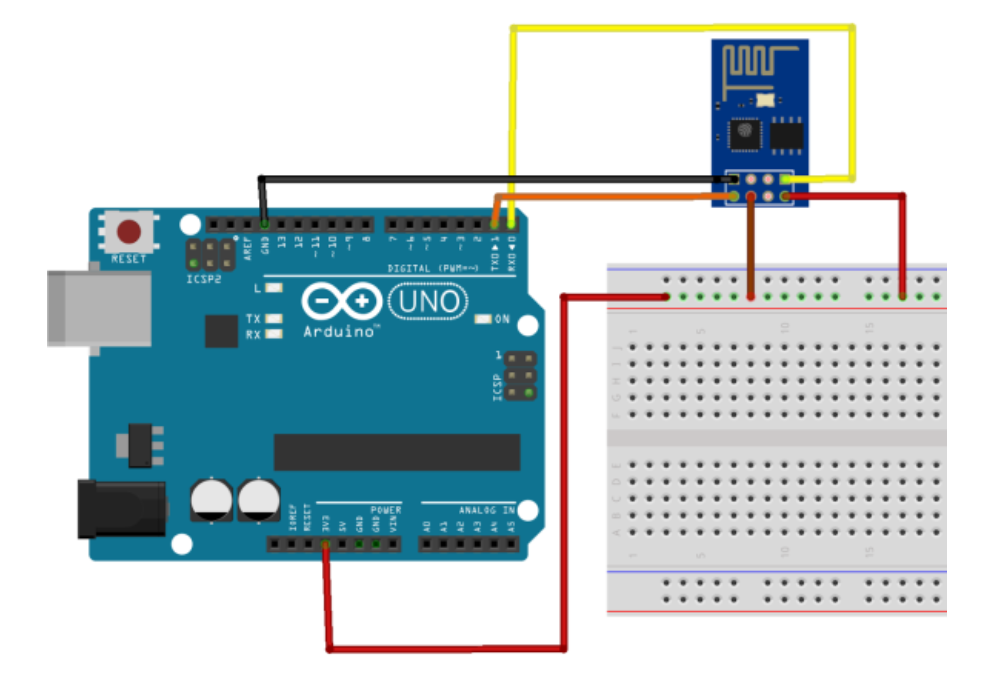 RESET
ICSP2
AREF
GND
13
12
~11
~10
~9
8
7
~6
~5
4
~3
2
TX0▶1
RX0◀0
DIGITAL (PWM=~)
L
TX
RX
UNO
ON
Arduino™
1
ICSP
POWER
ANALOG IN
IOREF
RESET
3V3
5V
GND
GND
VIN
A0
A1
A2
A3
A4
A5
1
5
10
15
J
I
H
G
F
E
D
C
B
A
1
5
10
15